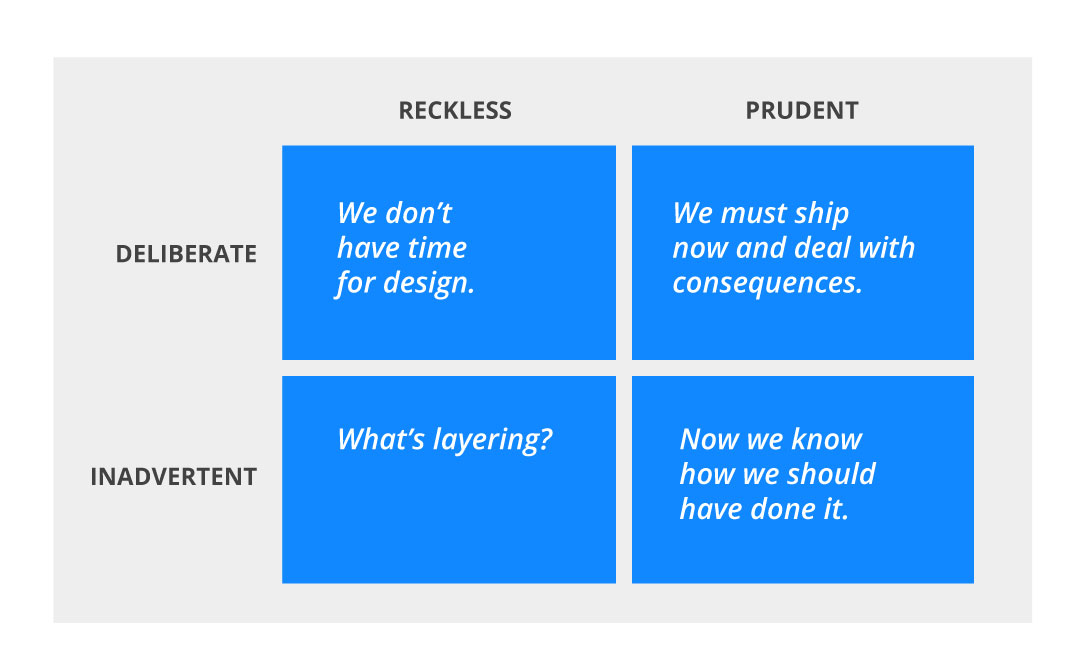 RECKLESS
PRUDENT
DELIBERATE
We don’t
have time
for design.
We must ship
now and deal with
consequences.
INADVERTENT
What’s layering?
Now we know
how we should
have done it.